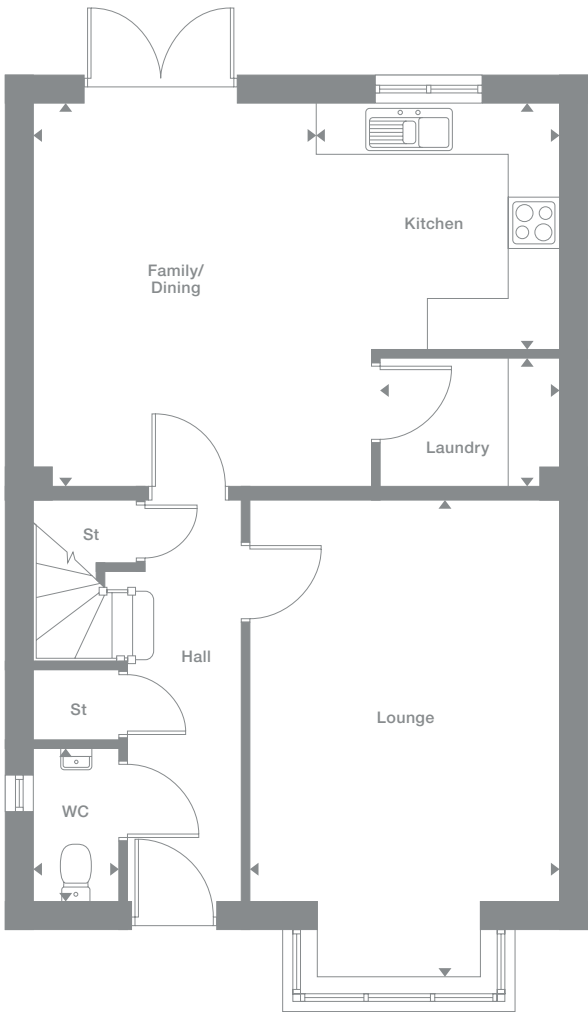 Kitchen
Family/
Dining
Laundry
St
Hall
St
Lounge
WC